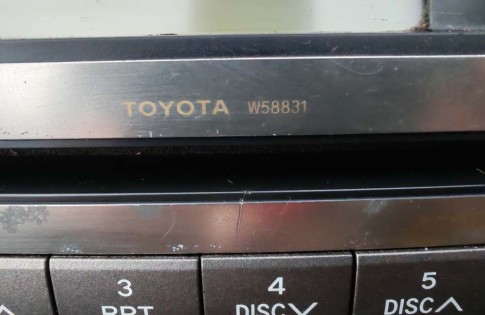 TOYOTA W58831
3 4 5
RPT DISC DISC